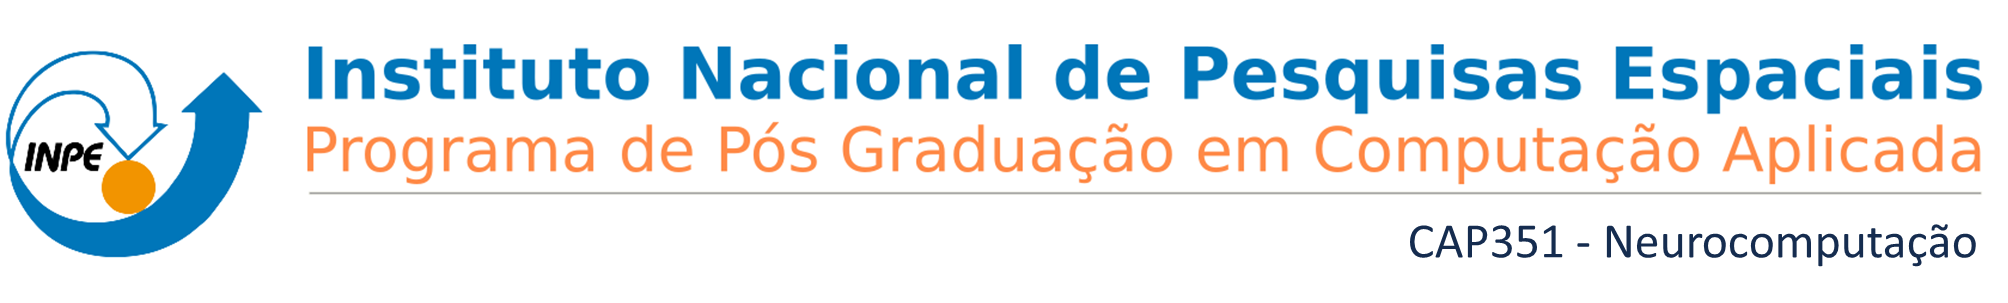 INPE
Instituto Nacional de Pesquisas Espaciais
Programa de Pós Graduação em Computação Aplicada
CAP351 - Neurocomputação